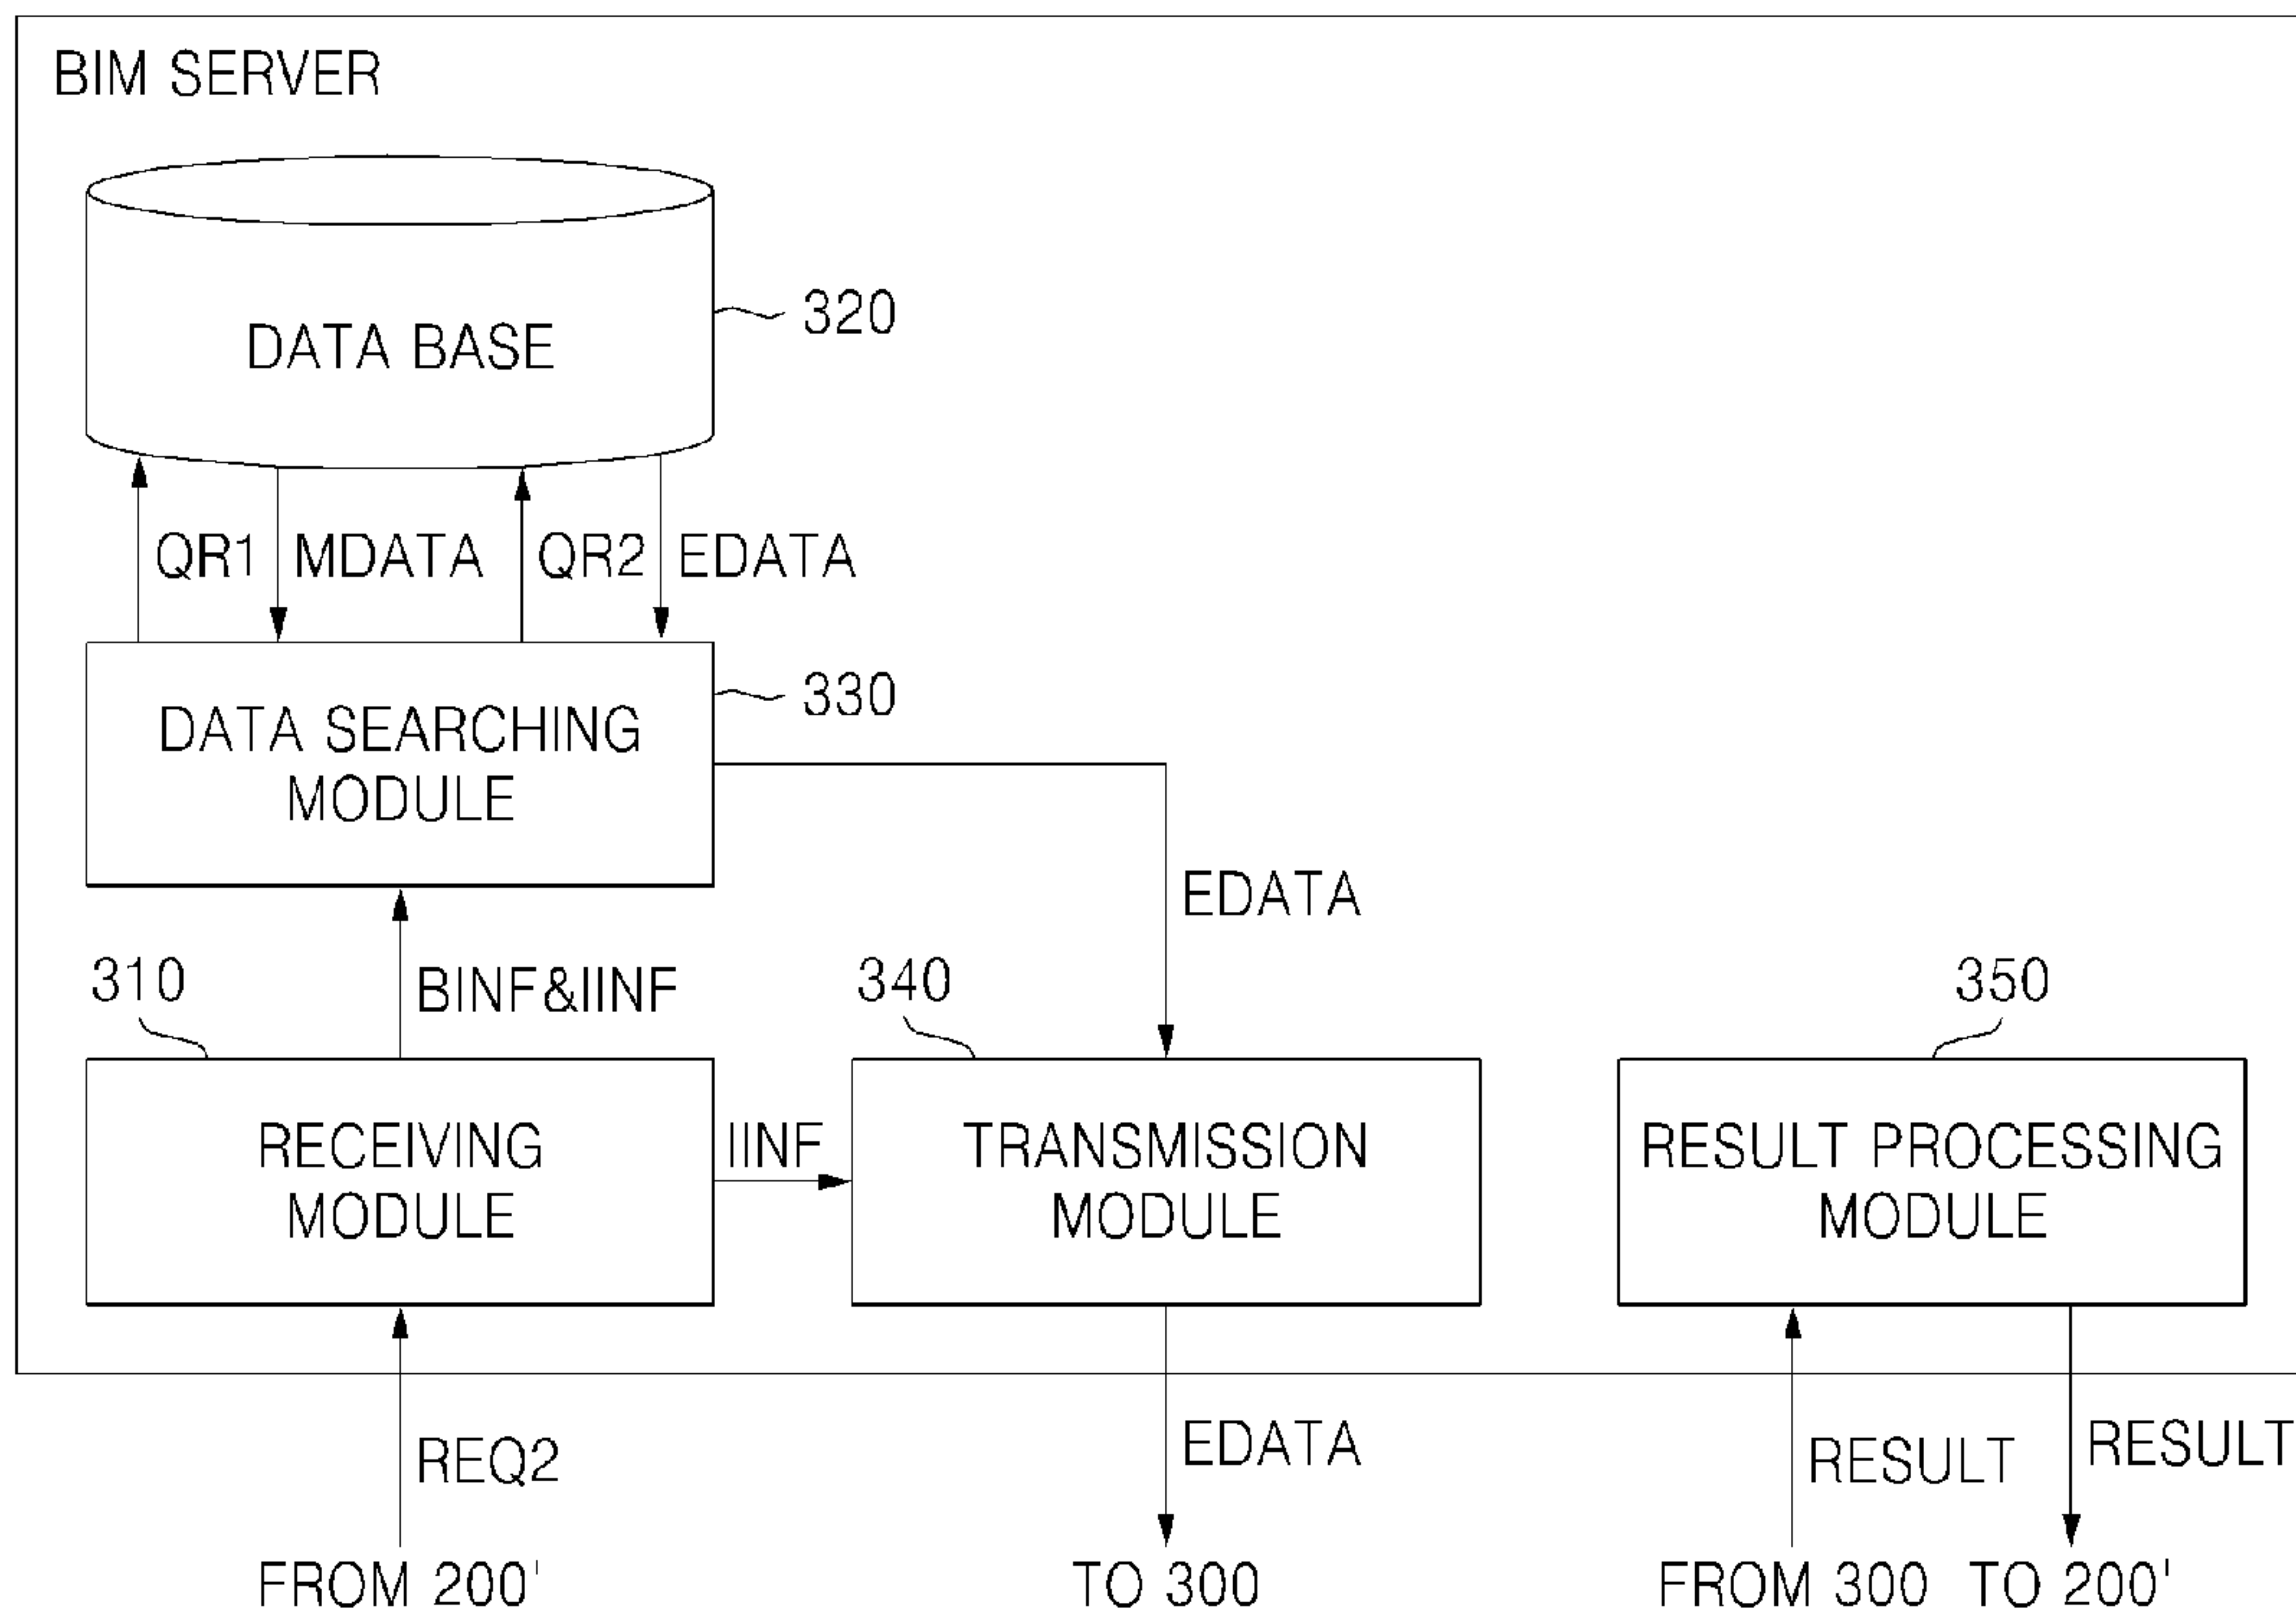 BIM SERVER
DATA BASE
320
QR1
MDATA
QR2
EDATA
330
DATA SEARCHING
MODULE
EDATA
310
BINF&IINF
340
350
RECEIVING
MODULE
IINF
TRANSMISSION
MODULE
RESULT PROCESSING
MODULE
REQ2
EDATA
RESULT
RESULT
FROM 200'
TO 300
FROM 300
TO 200'